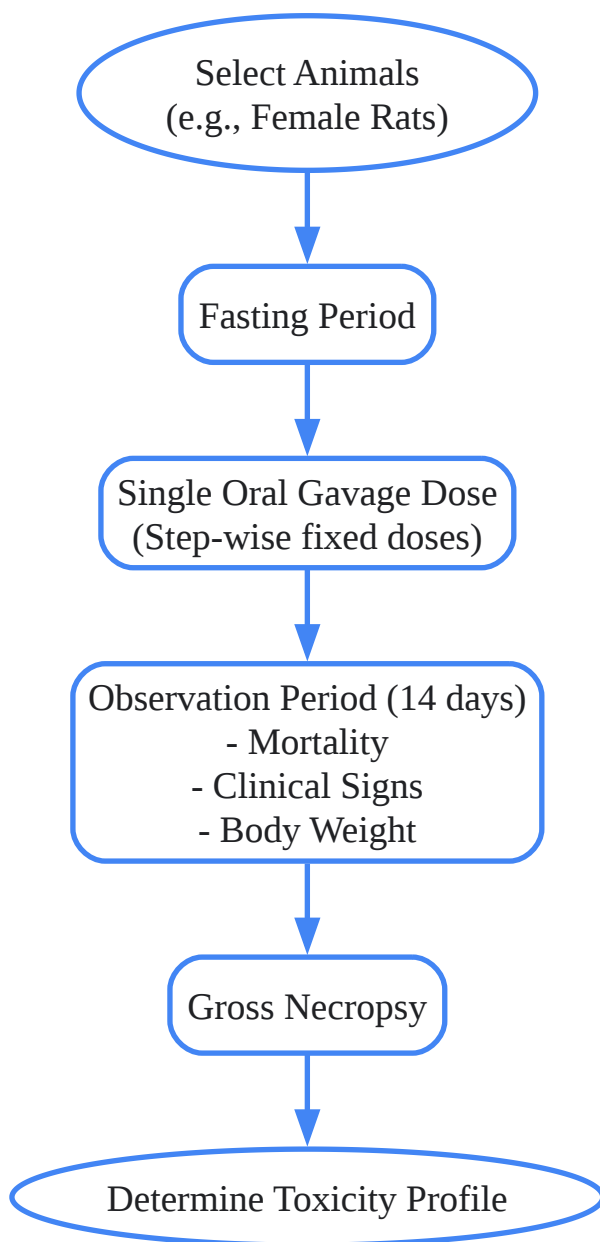 Select Animals
(e.g., Female Rats)
Fasting Period
Single Oral Gavage Dose
(Step-wise fixed doses)
Observation Period (14 days)
- Mortality
- Clinical Signs
- Body Weight
Gross Necropsy
Determine Toxicity Profile